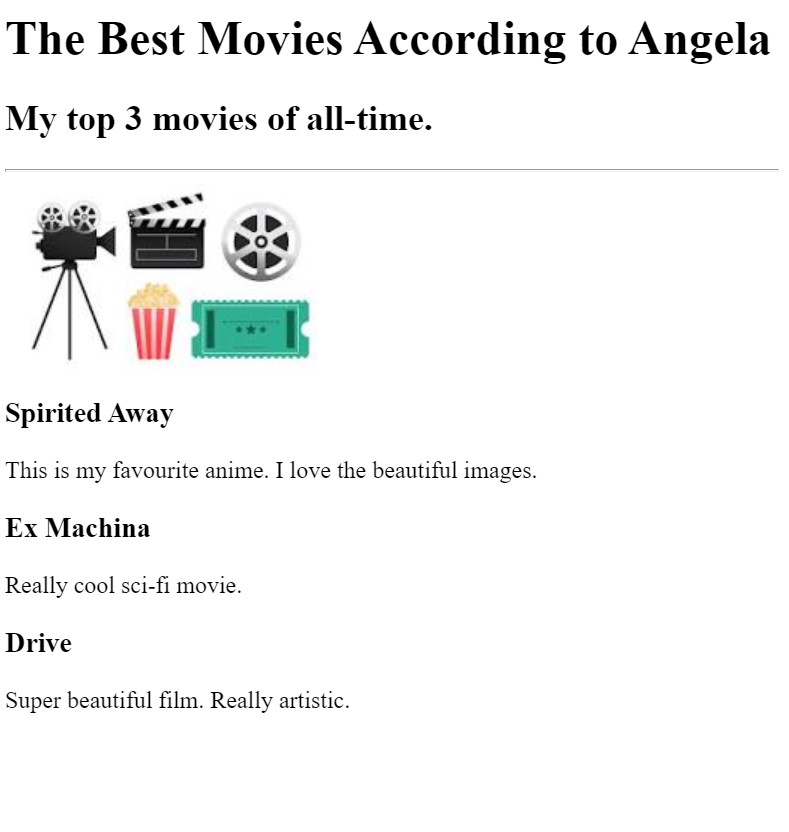 The Best Movies According to Angela
My top 3 movies of all-time.
Spirited Away
This is my favourite anime. I love the beautiful images.
Ex Machina
Really cool sci-fi movie.
Drive
Super beautiful film. Really artistic.